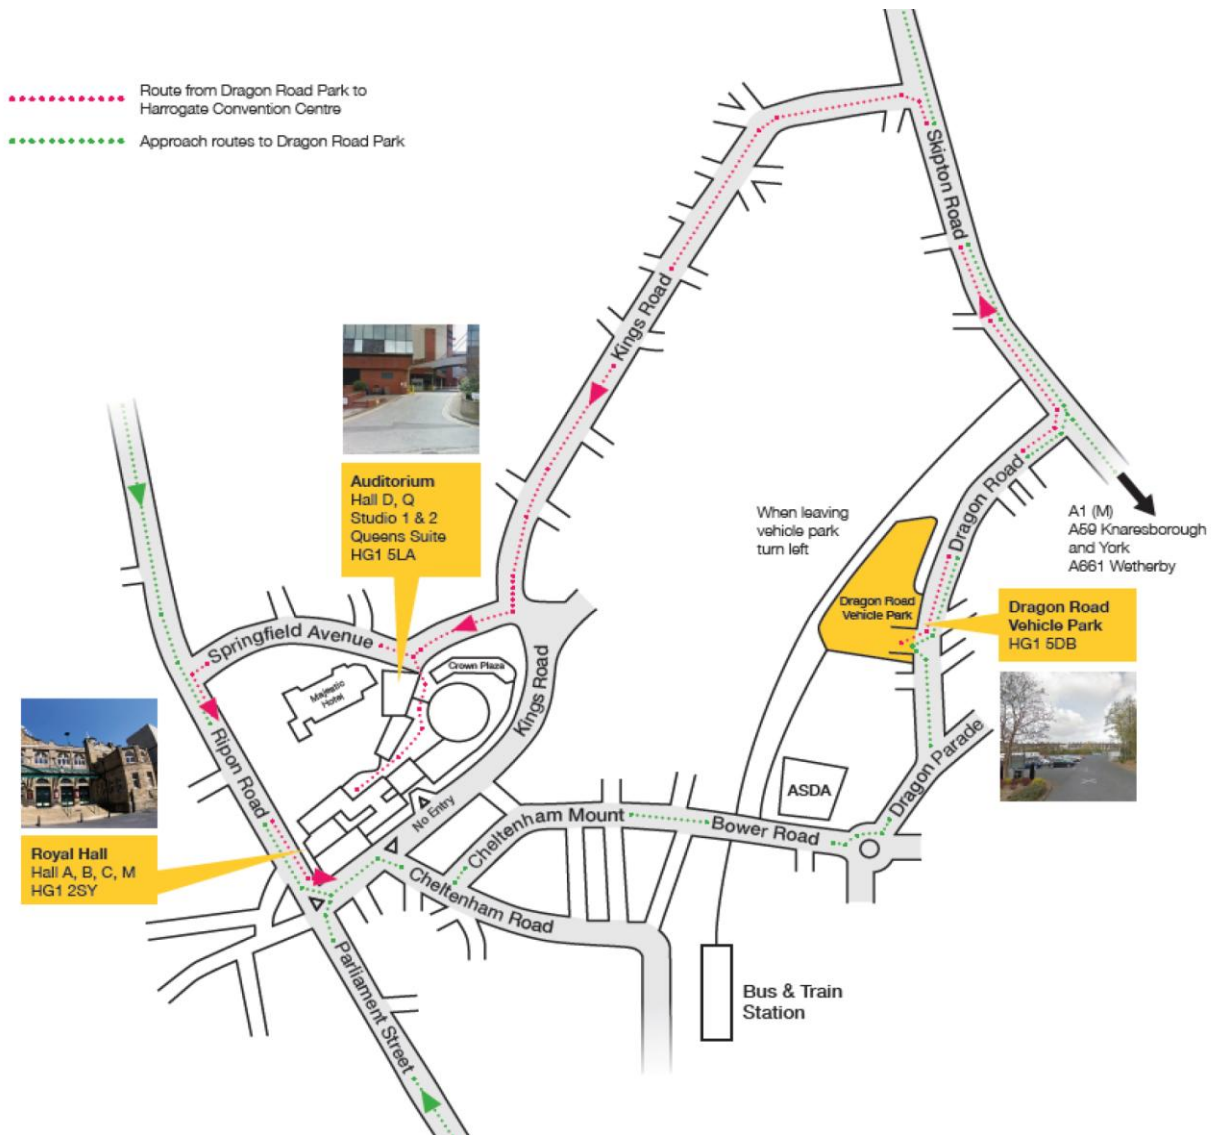 Route from Dragon Road Park to
Harrogate Convention Centre
Approach routes to Dragon Road Park
Skipton Road
Kings Road
Auditorium
Hall D, Q
Studio 1 & 2
Queens Suite
HG1 5LA
When leaving
vehicle park
turn left
Dragon Road
A1 (M)
A59 Knaresborough
and York
A661 Wetherby
Dragon Road
Vehicle Park
Dragon Road
Vehicle Park
HG1 5DB
Springfield Avenue
Crown Plaza
Majestic
Hotel
Kings Road
Ripon Road
No Entry
Dragon Parade
ASDA
Cheltenham Mount
Bower Road
Royal Hall
Hall A, B, C, M
HG1 2SY
Cheltenham Road
Parliament Street
Bus & Train
Station